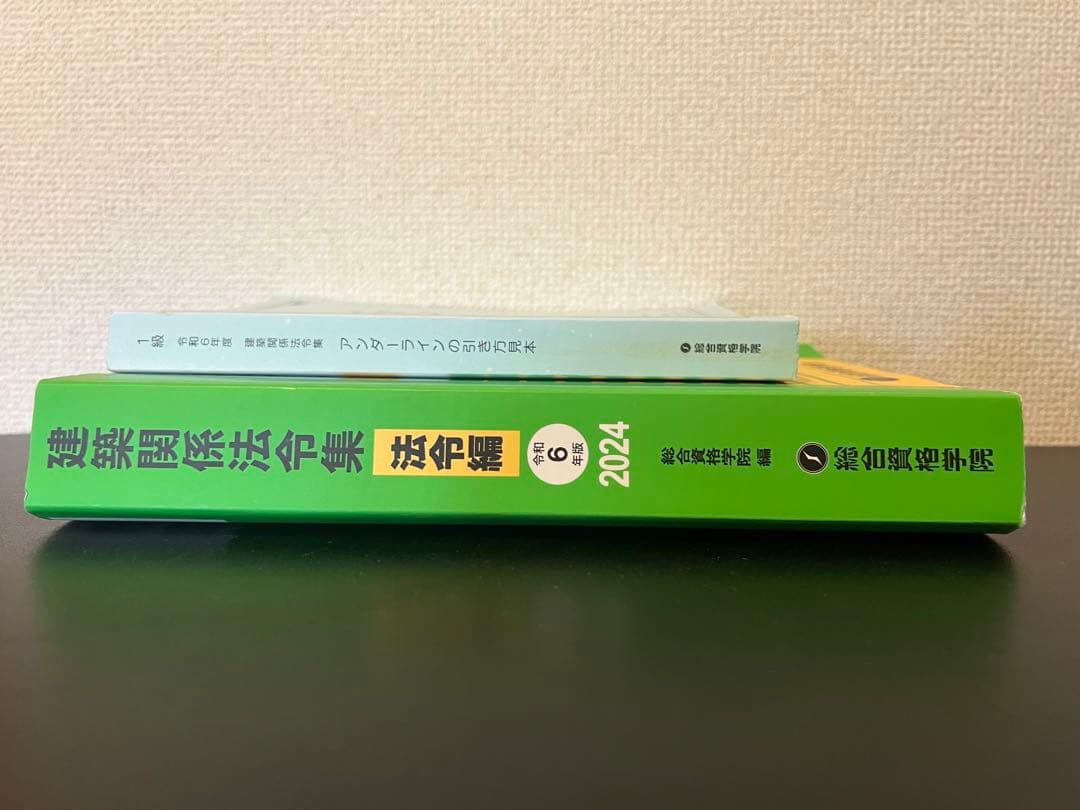 1級 令和6年度 建築関係法令集 アンダーラインの引き方見本 総合資格学院
建築関係法令集 法令編 令和6年版 2024 総合資格学院 編 総合資格学院